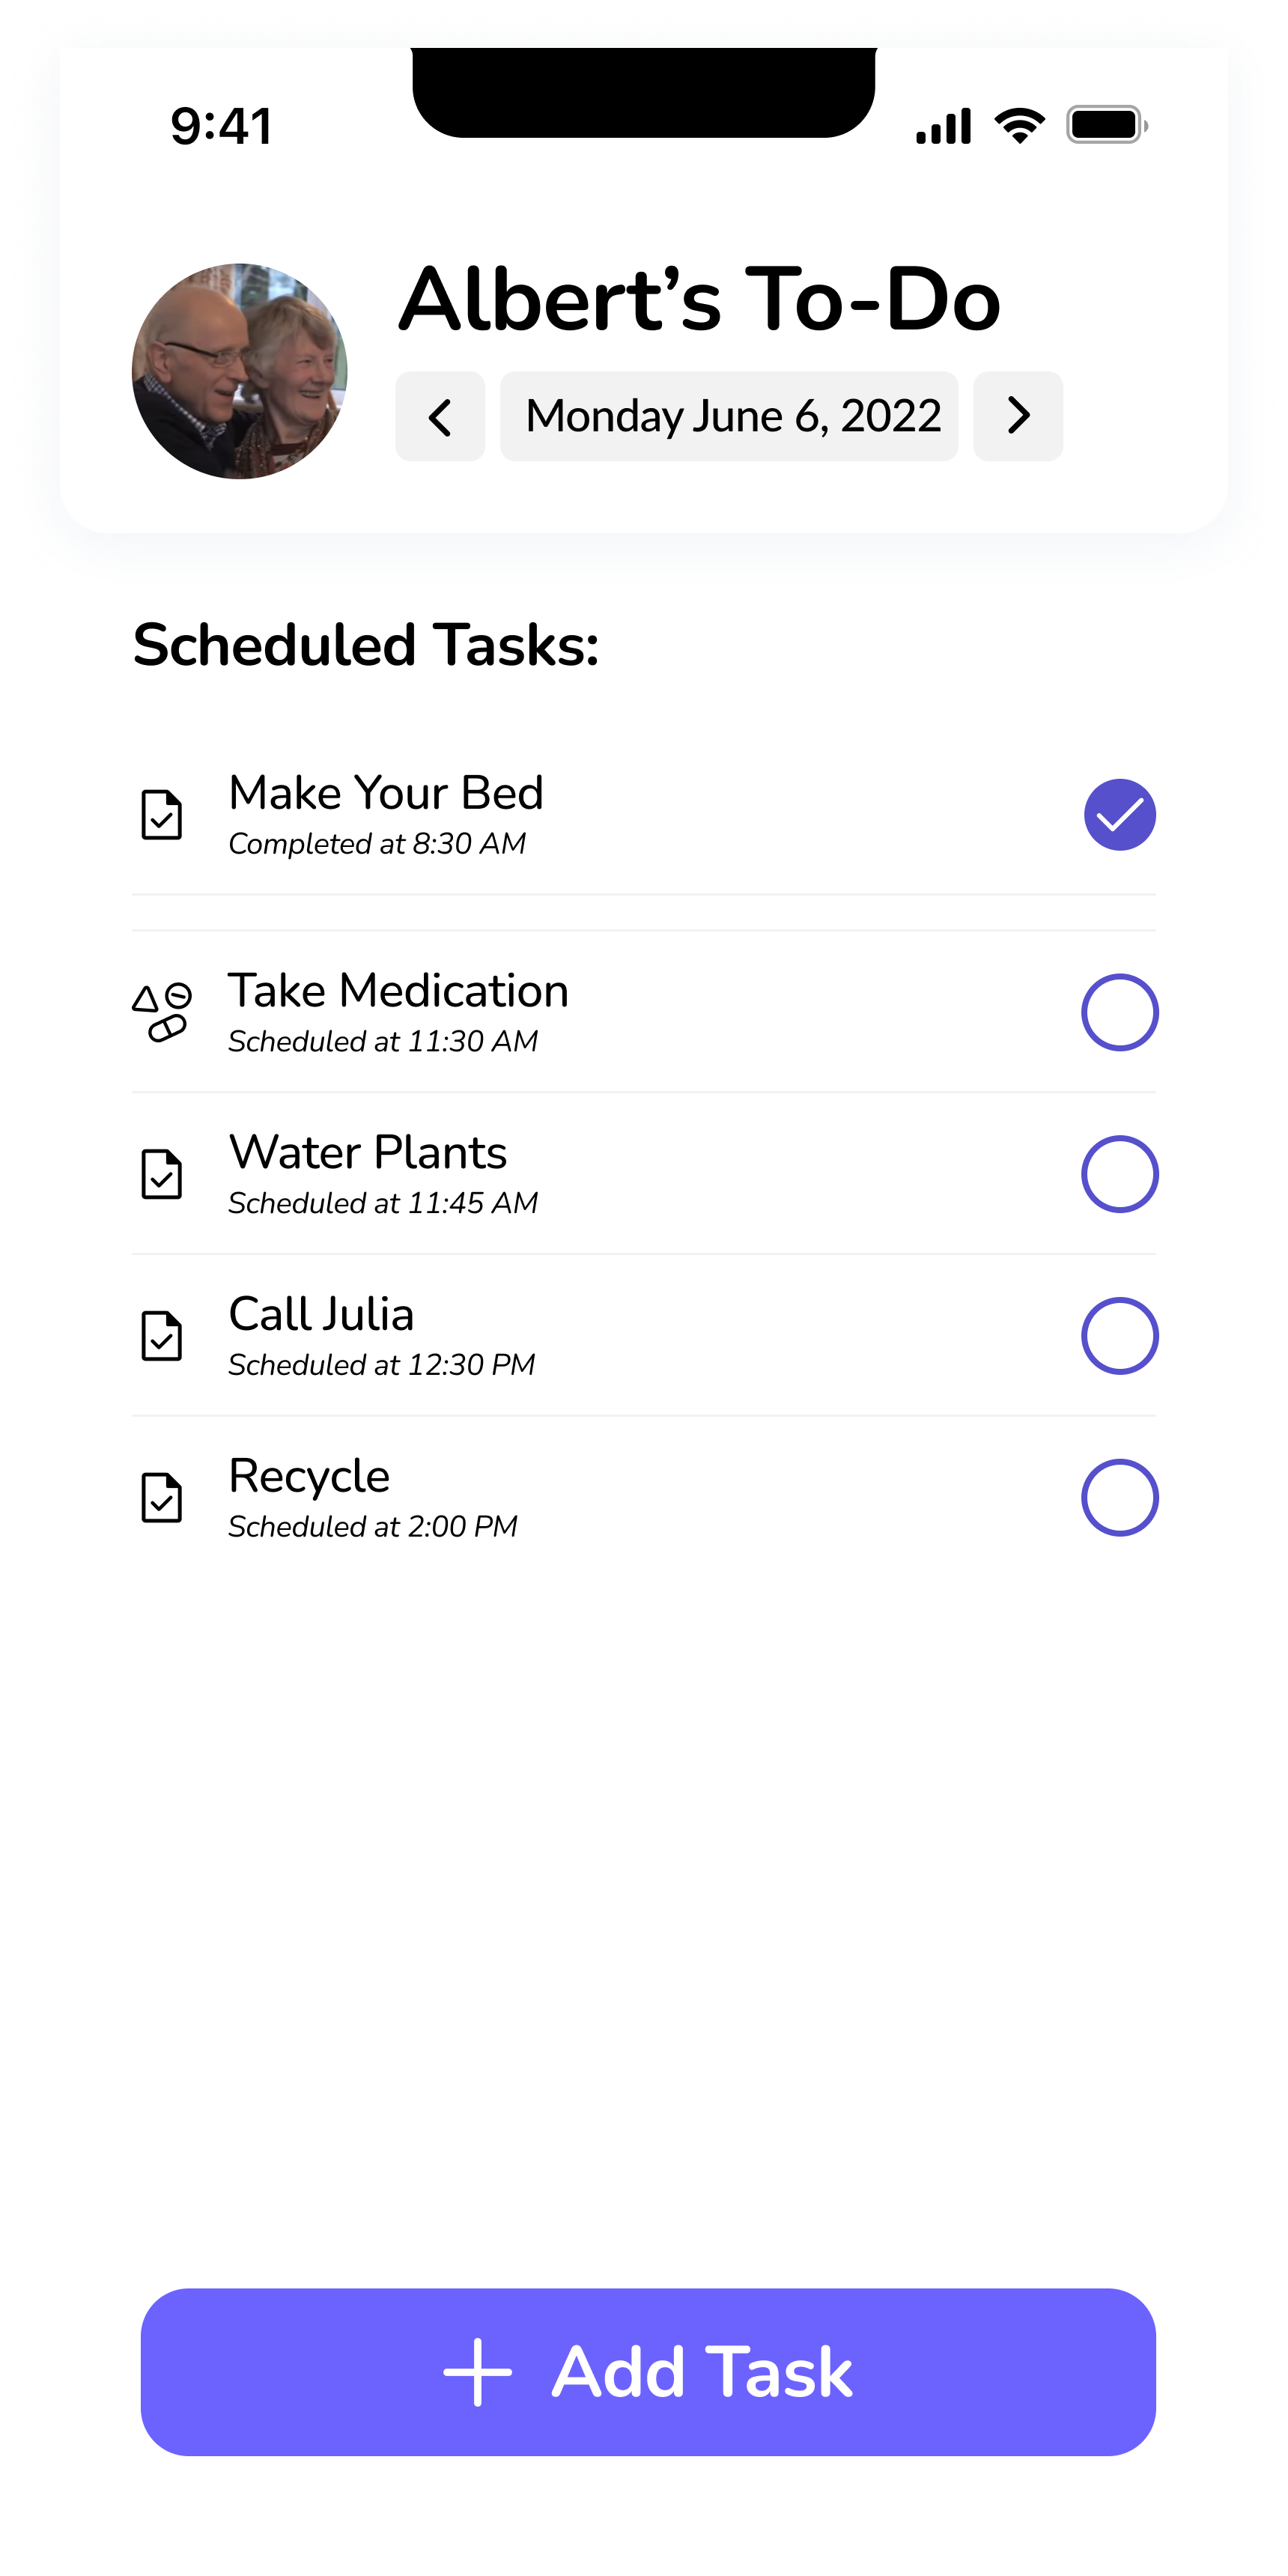 9:41
Albert’s To-Do
Monday June 6, 2022
Scheduled Tasks:
Make Your Bed
Completed at 8:30 AM
Take Medication
Scheduled at 11:30 AM
Water Plants
Scheduled at 11:45 AM
Call Julia
Scheduled at 12:30 PM
Recycle
Scheduled at 2:00 PM
Add Task